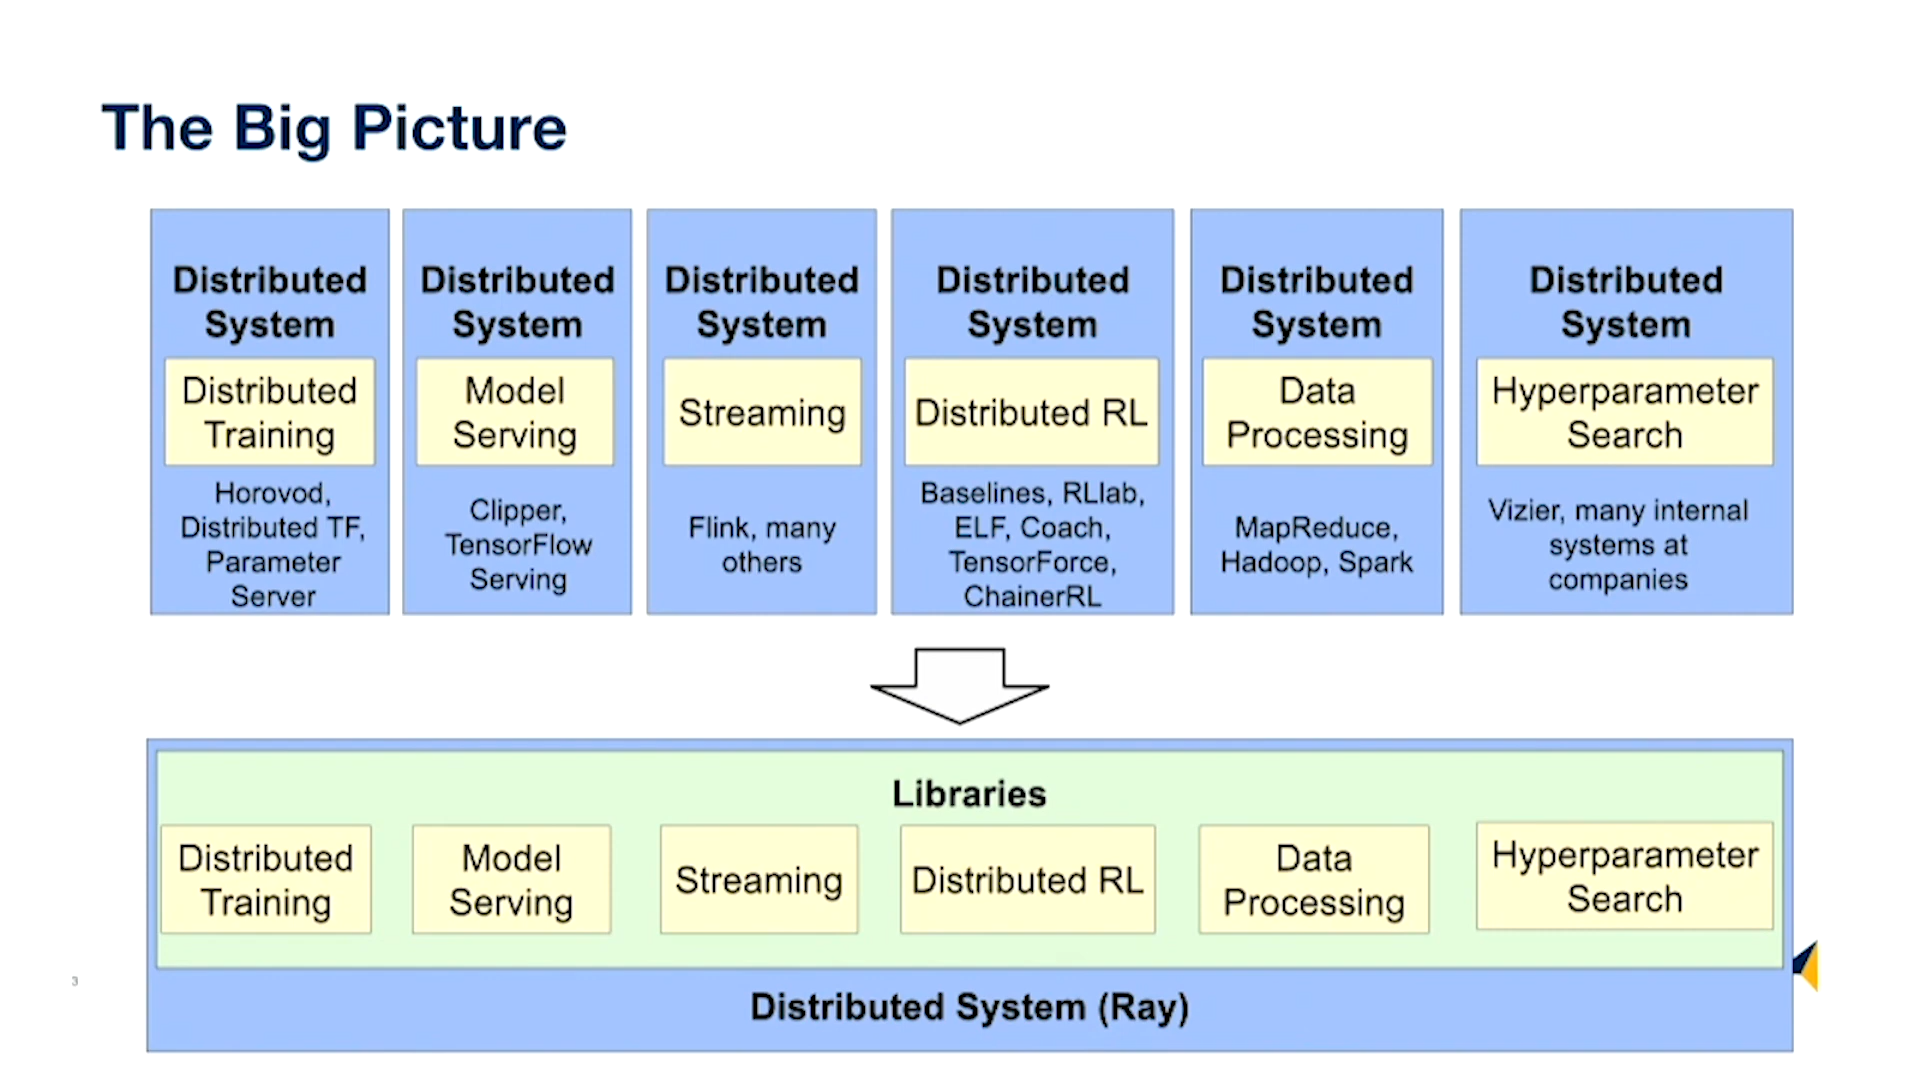 The Big Picture
Distributed
System
Distributed
Training
Horovod,
Distributed TF,
Parameter
Server
Distributed
System
Model
Serving
Clipper,
TensorFlow
Serving
Distributed
System
Streaming
Flink, many
others
Distributed
System
Distributed RL
Baselines, RLlab,
ELF, Coach,
TensorForce,
ChainerRL
Distributed
System
Data
Processing
MapReduce,
Hadoop, Spark
Distributed
System
Hyperparameter
Search
Vizier, many internal
systems at
companies
Libraries
Distributed
Training
Model
Serving
Streaming
Distributed RL
Data
Processing
Hyperparameter
Search
Distributed System (Ray)
3